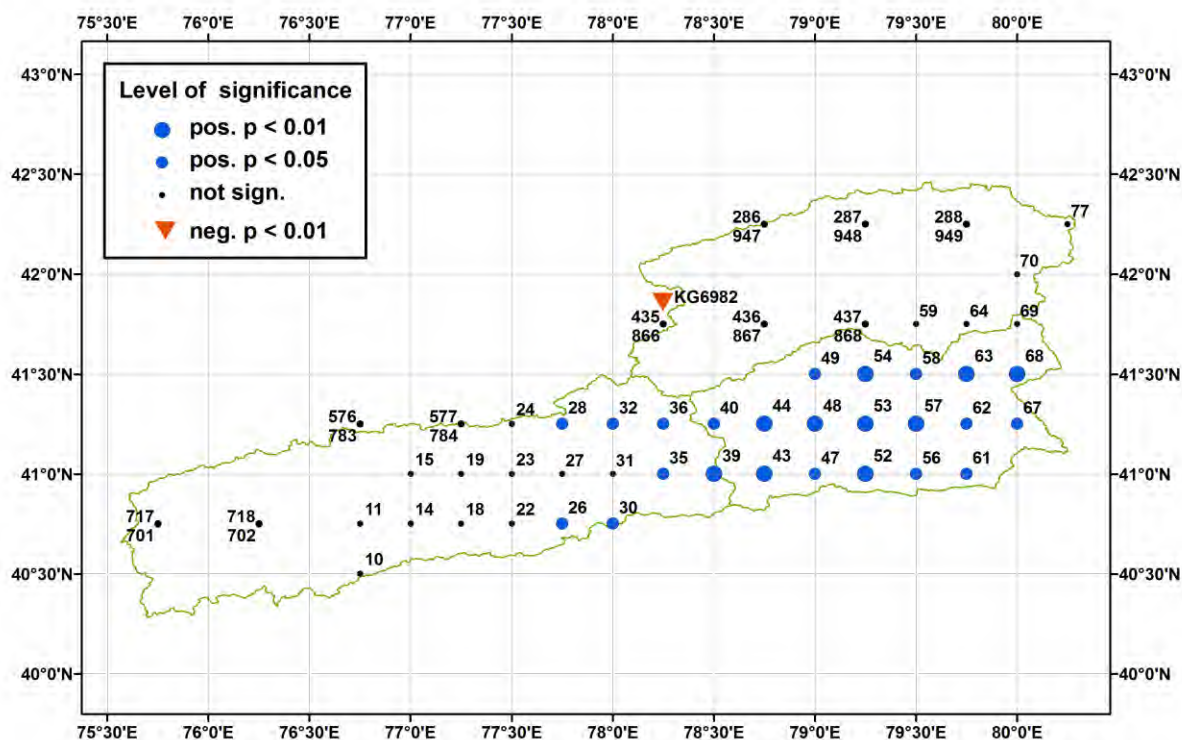 75°30'E 76°0'E 76°30'E 77°0'E 77°30'E 78°0'E 78°30'E 79°0'E 79°30'E 80°0'E
43°0'N 43°0'N
Level of significance
pos. p < 0.01
pos. p < 0.05
not sign.
neg. p < 0.01
42°30'N 42°30'N
286 287 288 77
947 948 949
42°0'N 70 42°0'N
KG6982
435 436 437 59 64 69
866 867 868
49 54 58 63 68
41°30'N 41°30'N
576 577 24 28 32 36 40 44 48 53 57 62 67
783 784
15 19 23 27 31 35 39 43 47 52 56 61
41°0'N 41°0'N
717 718 11 14 18 22 26 30
701 702
10
40°30'N 40°30'N
40°0'N 40°0'N
75°30'E 76°0'E 76°30'E 77°0'E 77°30'E 78°0'E 78°30'E 79°0'E 79°30'E 80°0'E